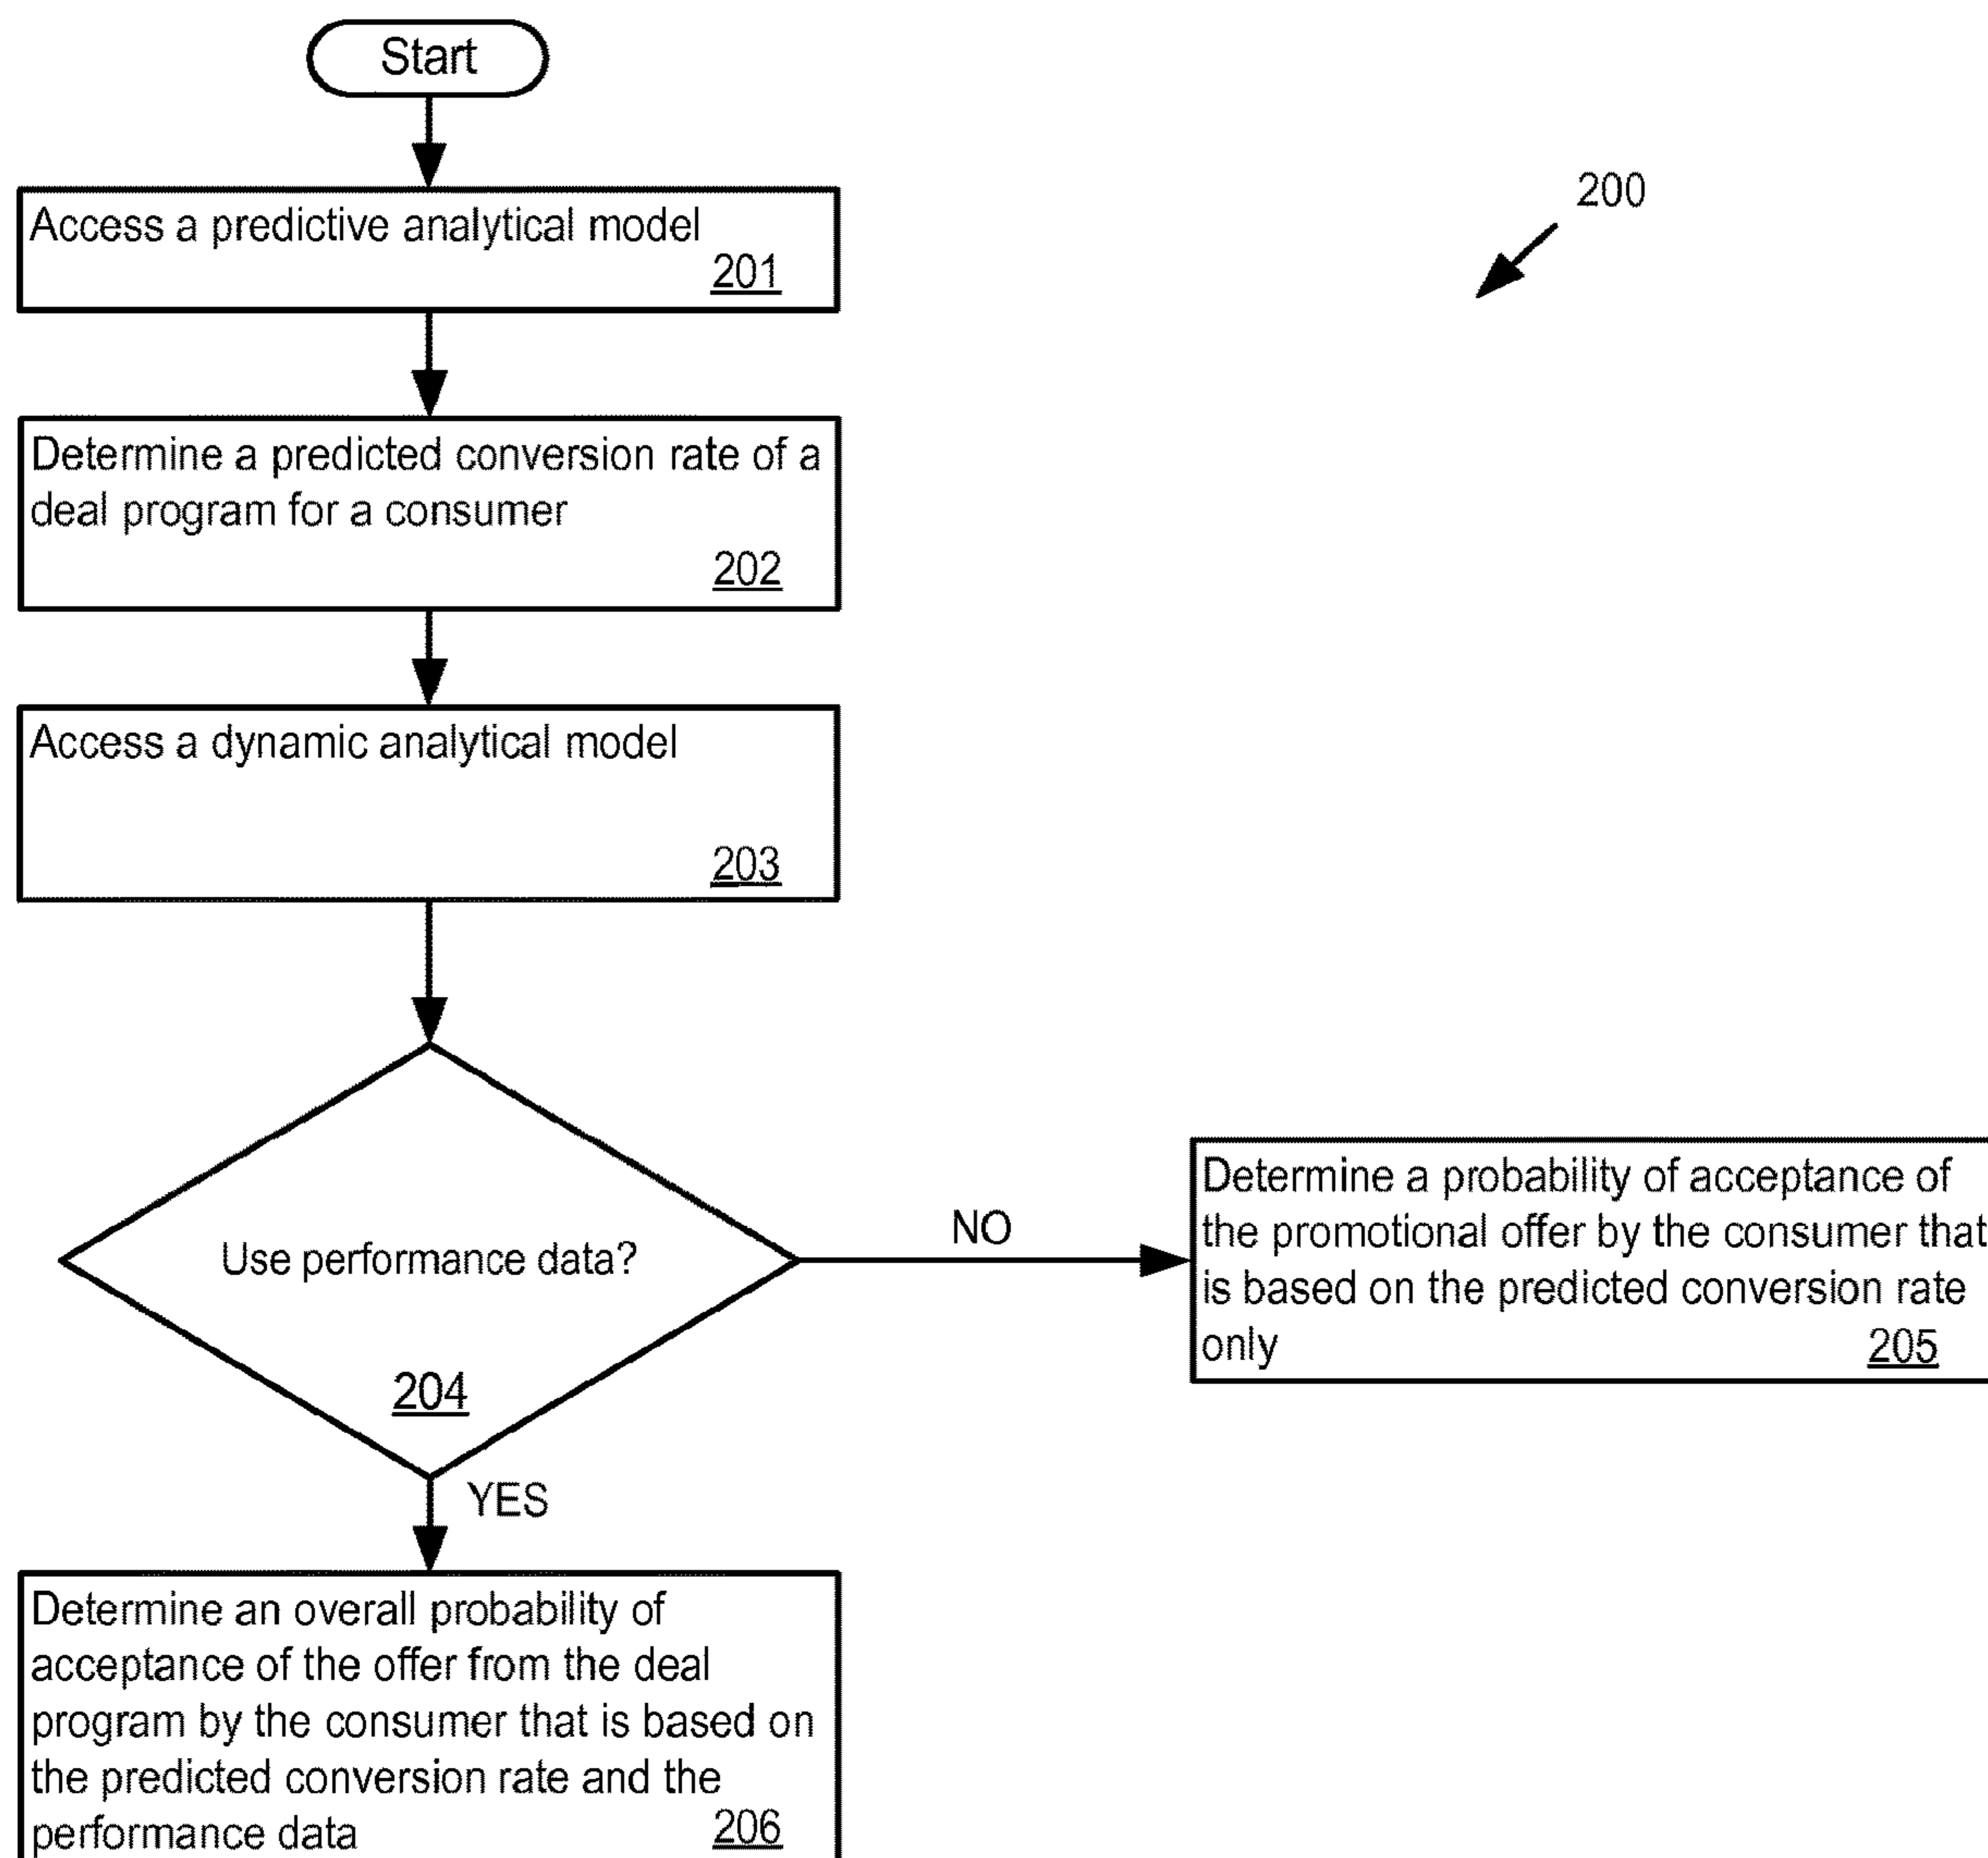 Start
200
Access a predictive analytical model
201
Determine a predicted conversion rate of a
deal program for a consumer
202
Access a dynamic analytical model
203
Use performance data?
204
NO
Determine a probability of acceptance of
the promotional offer by the consumer that
is based on the predicted conversion rate
only
205
YES
Determine an overall probability of
acceptance of the offer from the deal
program by the consumer that is based on
the predicted conversion rate and the
performance data
206